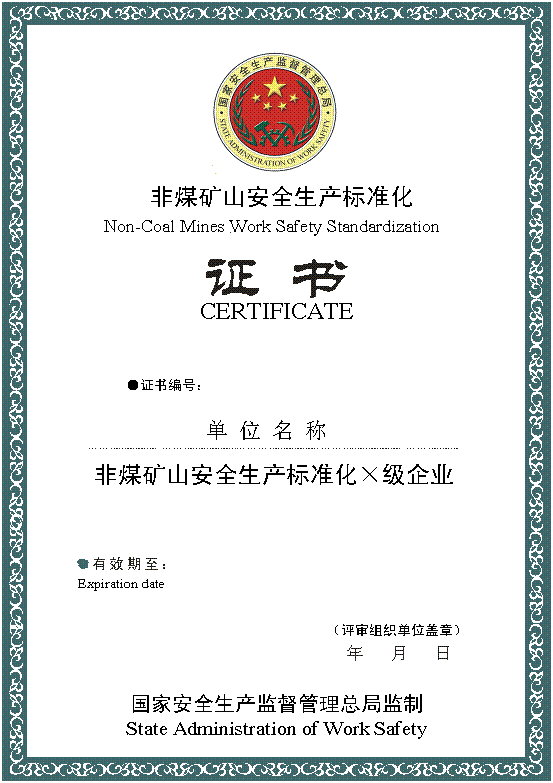 国家安全生产监督管理总局
STATE ADMINISTRATION OF WORK SAFETY
非煤矿山安全生产标准化
Non-Coal Mines Work Safety Standardization
证 书
CERTIFICATE
●证书编号：
单 位 名 称
非煤矿山安全生产标准化×级企业
有效期至：
Expiration date
（评审组织单位盖章）
年 月 日
国家安全生产监督管理总局监制
State Administration of Work Safety